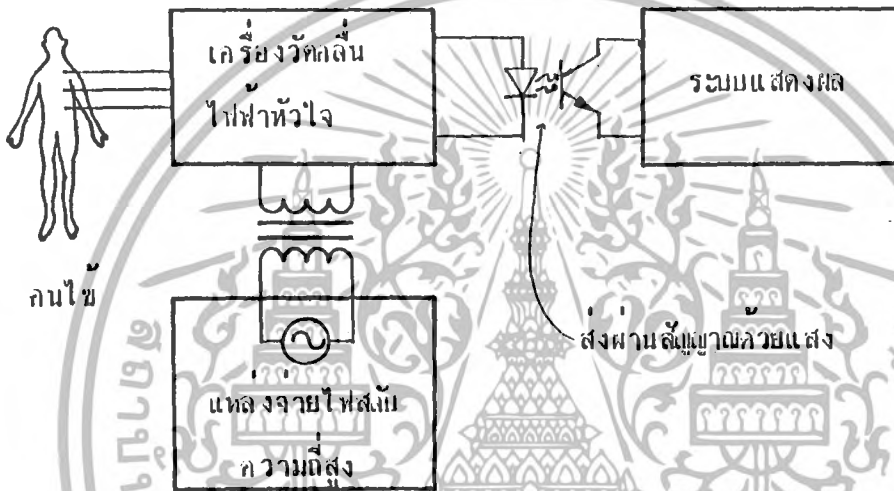 เครื่องวัดคลื่น
ไฟฟ้าหัวใจ
ระบบแสดงผล
คนไข้
ส่งผ่านสัญญาณด้วยแสง
แหล่งจ่ายไฟสลับ
ความถี่สูง